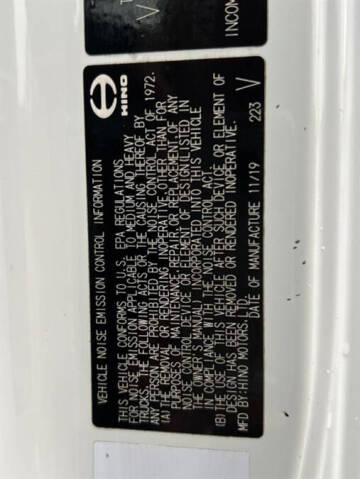 HINO
VEHICLE NOISE EMISSION CONTROL INFORMATION
THIS VEHICLE CONFORMS TO U.S. EPA REGULATIONS
FOR NOISE EMISSION APPLICABLE TO MEDIUM AND HEAVY
TRUCKS. THE FOLLOWING ACTS OR THE CAUSING THEREOF BY
ANY PERSON ARE PROHIBITED BY THE NOISE CONTROL ACT OF 1972.
(A) THE REMOVAL OR RENDERING INOPERATIVE, OTHER THAN FOR
PURPOSES OF MAINTENANCE, REPAIR, OR REPLACEMENT OF ANY
NOISE CONTROL DEVICE OR ELEMENT OF DESIGN(LISTED IN
THE OWNER'S MANUAL) INCORPORATED INTO THIS VEHICLE
IN COMPLIANCE WITH THE NOISE CONTROL ACT.
(B) THE USE OF THIS VEHICLE AFTER SUCH DEVICE OR ELEMENT OF
DESIGN HAS BEEN REMOVED OR RENDERED INOPERATIVE.
MFD BY:HINO MOTORS, LTD.
DATE OF MANUFACTURE 11/19
223
V
V
INCOM